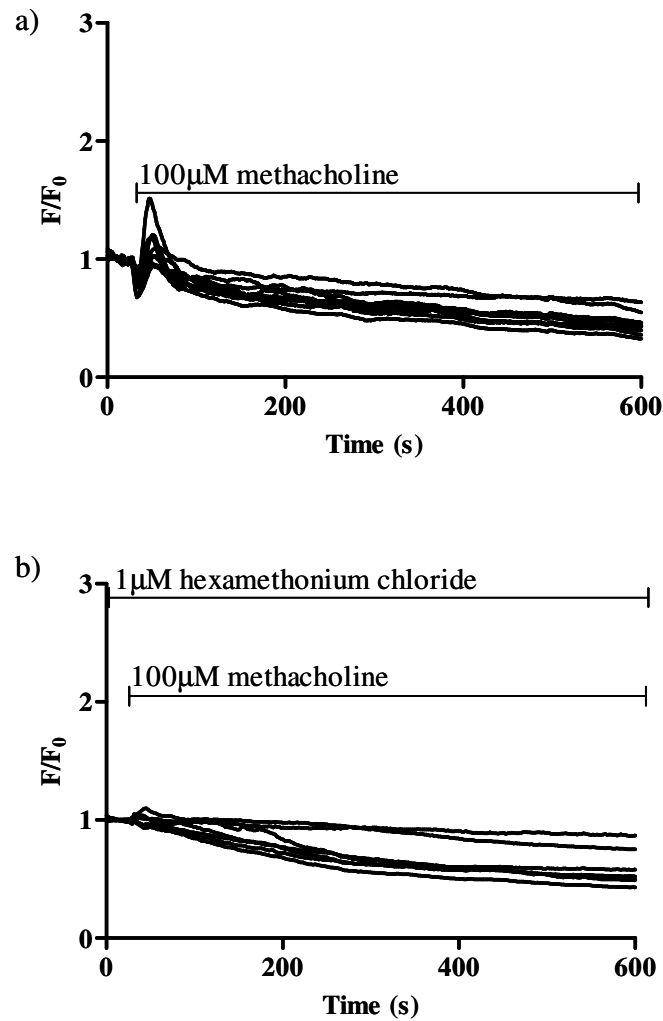 a)
3
2
1
0
F/F0
100μM methacholine
0 200 400 600
Time (s)
b)
3
2
1
0
F/F0
1μM hexamethonium chloride
100μM methacholine
0 200 400 600
Time (s)